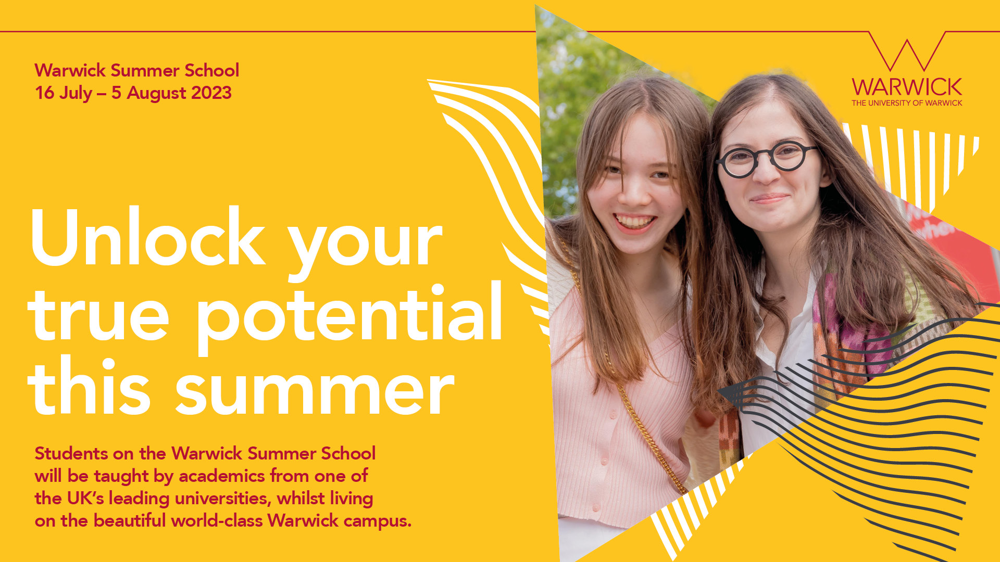 Warwick Summer School
16 July – 5 August 2023
WARWICK
THE UNIVERSITY OF WARWICK
Unlock your
true potential
this summer
Students on the Warwick Summer School
will be taught by academics from one of
the UK’s leading universities, whilst living
on the beautiful world-class Warwick campus.